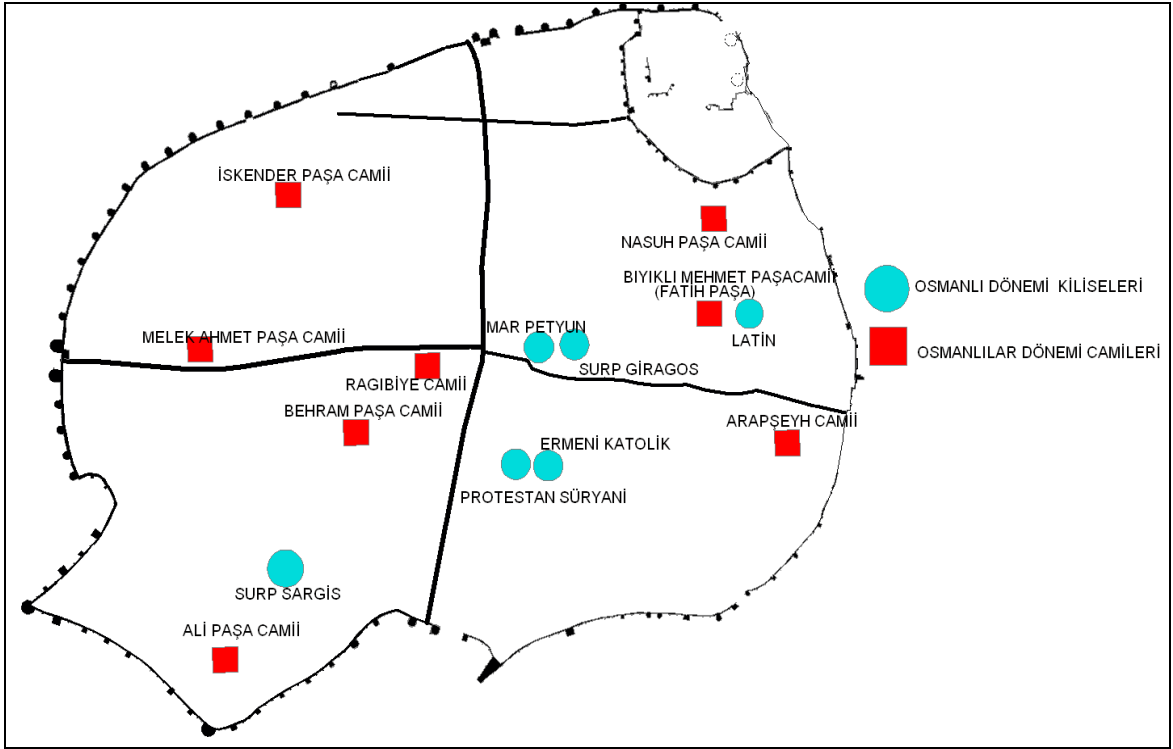 İSKENDER PAŞA CAMİİ
NASUH PAŞA CAMİİ
BIYIKLI MEHMET PAŞACAMİİ
(FATİH PAŞA)
OSMANLI DÖNEMİ KİLİSELERİ
MELEK AHMET PAŞA CAMİİ
MAR PETYUN
LATİN
OSMANLILAR DÖNEMİ CAMİLERİ
SURP GİRAGOS
RAGIBİYE CAMİİ
BEHRAM PAŞA CAMİİ
ARAPŞEYH CAMİİ
ERMENİ KATOLİK
PROTESTAN SÜRYANİ
SURP SARGİS
ALİ PAŞA CAMİİ